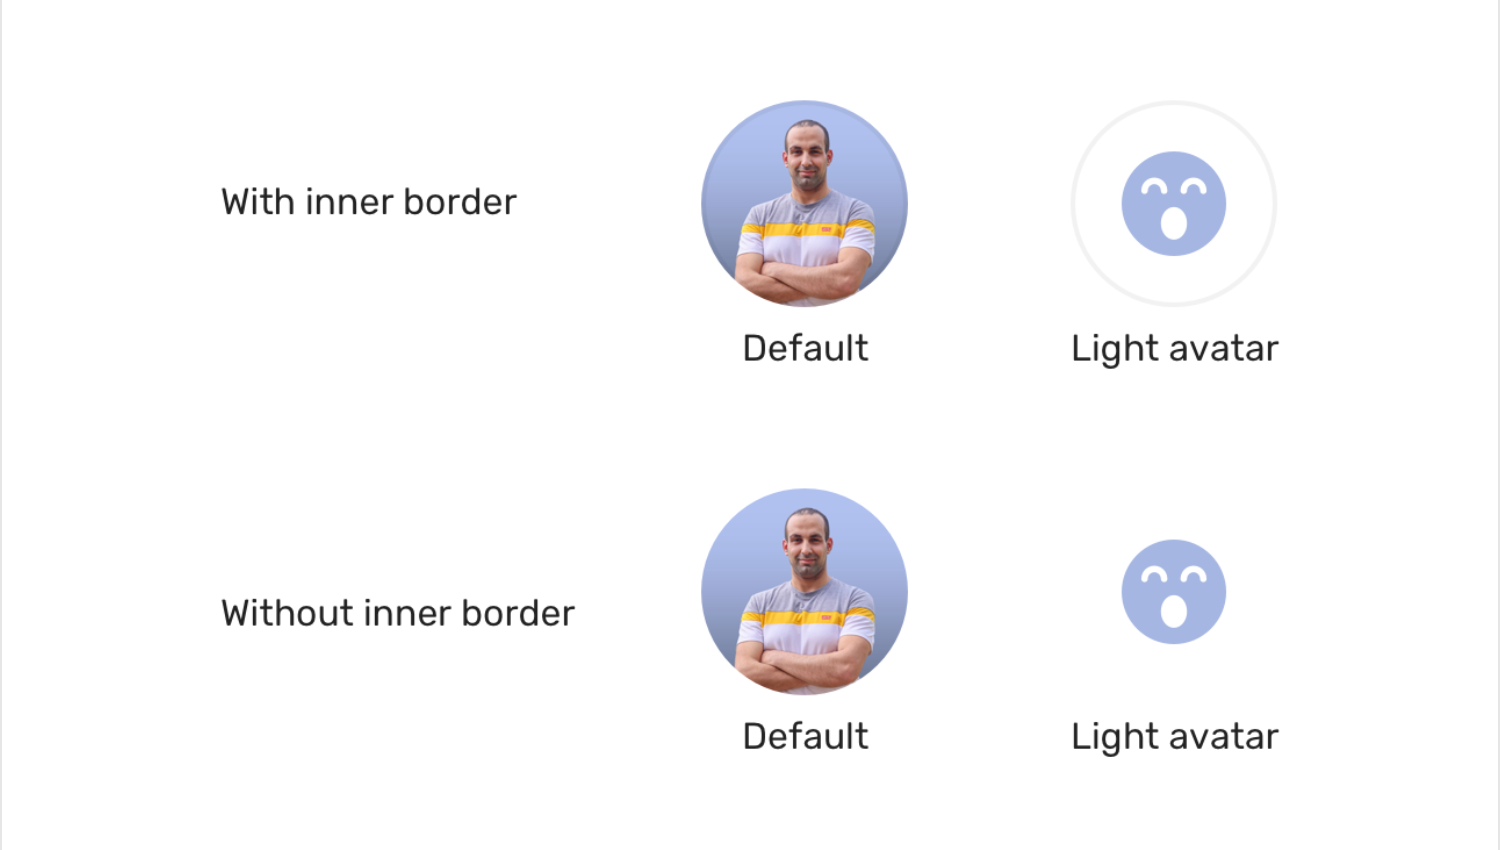 With inner border
Default
Light avatar
Without inner border
Default
Light avatar